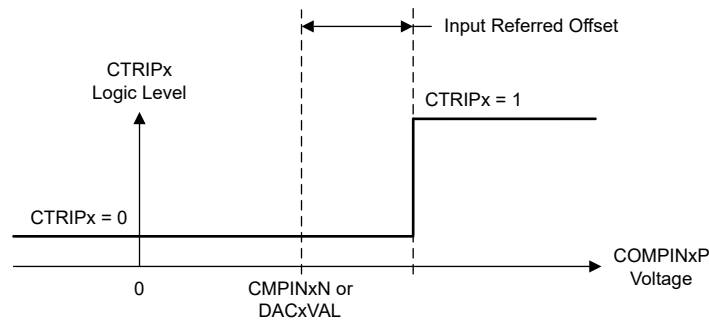 Input Referred Offset
CTRIPx
Logic Level
CTRIPx = 1
CTRIPx = 0
COMPINxP
Voltage
0
CMPINxN or
DACxVAL